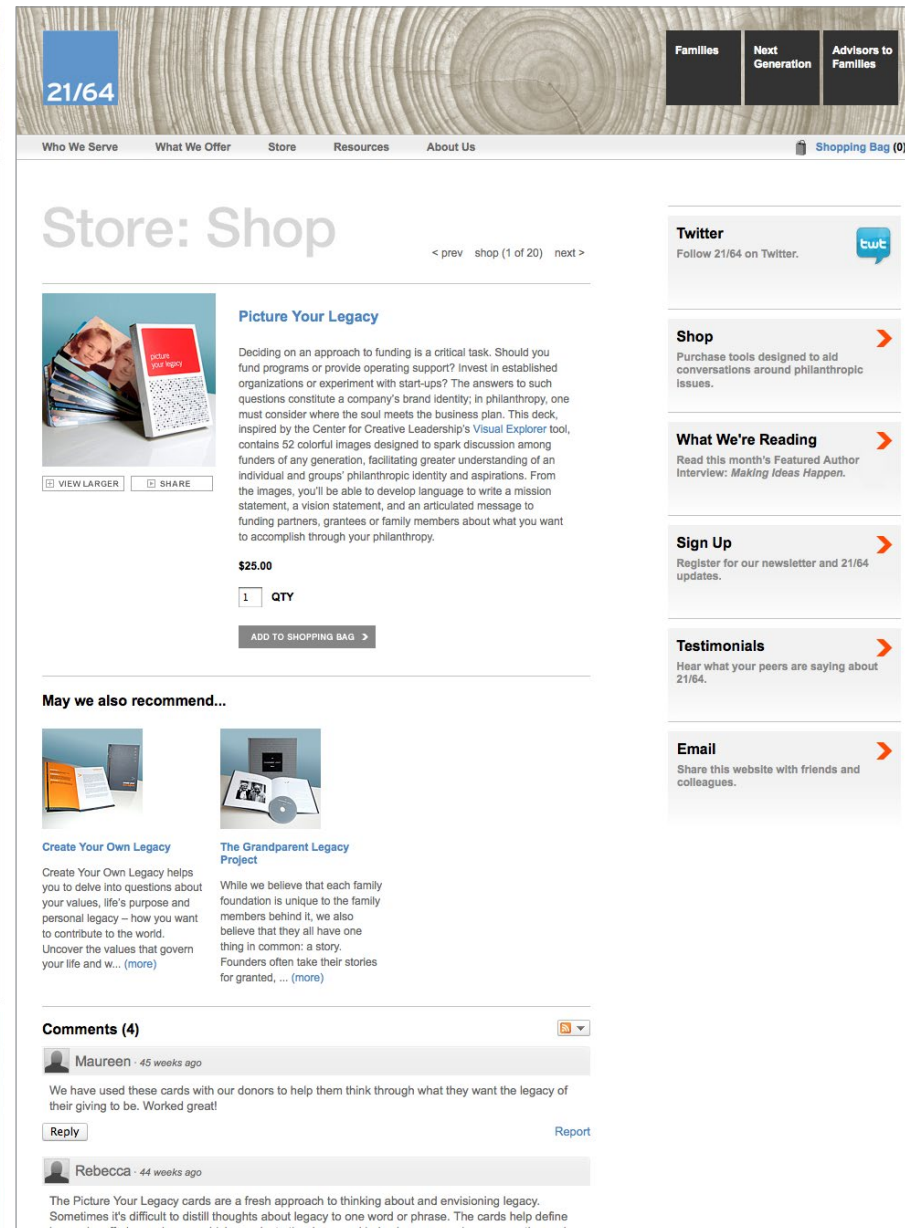 21/64
Families
Next
Generation
Advisors to
Families
Who We Serve What We Offer Store Resources About Us
Shopping Bag (0)
Store: Shop
< prev shop (1 of 20) next >
picture
your legacy
VIEW LARGER
SHARE
Picture Your Legacy
Deciding on an approach to funding is a critical task. Should you
fund programs or provide operating support? Invest in established
organizations or experiment with start-ups? The answers to such
questions constitute a company's brand identity; in philanthropy, one
must consider where the soul meets the business plan. This deck,
inspired by the Center for Creative Leadership's Visual Explorer tool,
contains 52 colorful images designed to spark discussion among
funders of any generation, facilitating greater understanding of an
individual and groups' philanthropic identity and aspirations. From
the images, you'll be able to develop language to write a mission
statement, a vision statement, and an articulated message to
funding partners, grantees or family members about what you want
to accomplish through your philanthropy.
$25.00
1 QTY
ADD TO SHOPPING BAG
May we also recommend...
Create Your Own Legacy
Create Your Own Legacy helps
you to delve into questions about
your values, life's purpose and
personal legacy – how you want
to contribute to the world.
Uncover the values that govern
your life and w... (more)
The Grandparent Legacy
Project
While we believe that each family
foundation is unique to the family
members behind it, we also
believe that they all have one
thing in common: a story.
Founders often take their stories
for granted, ... (more)
Comments (4)
Maureen · 45 weeks ago
We have used these cards with our donors to help them think through what they want the legacy of
their giving to be. Worked great!
Reply
Report
Rebecca · 44 weeks ago
The Picture Your Legacy cards are a fresh approach to thinking about and envisioning legacy.
Sometimes it's difficult to distill thoughts about legacy to one word or phrase. The cards help define
Twitter
Follow 21/64 on Twitter.
twt
Shop
Purchase tools designed to aid
conversations around philanthropic
issues.
What We're Reading
Read this month's Featured Author
Interview: Making Ideas Happen.
Sign Up
Register for our newsletter and 21/64
updates.
Testimonials
Hear what your peers are saying about
21/64.
Email
Share this website with friends and
colleagues.